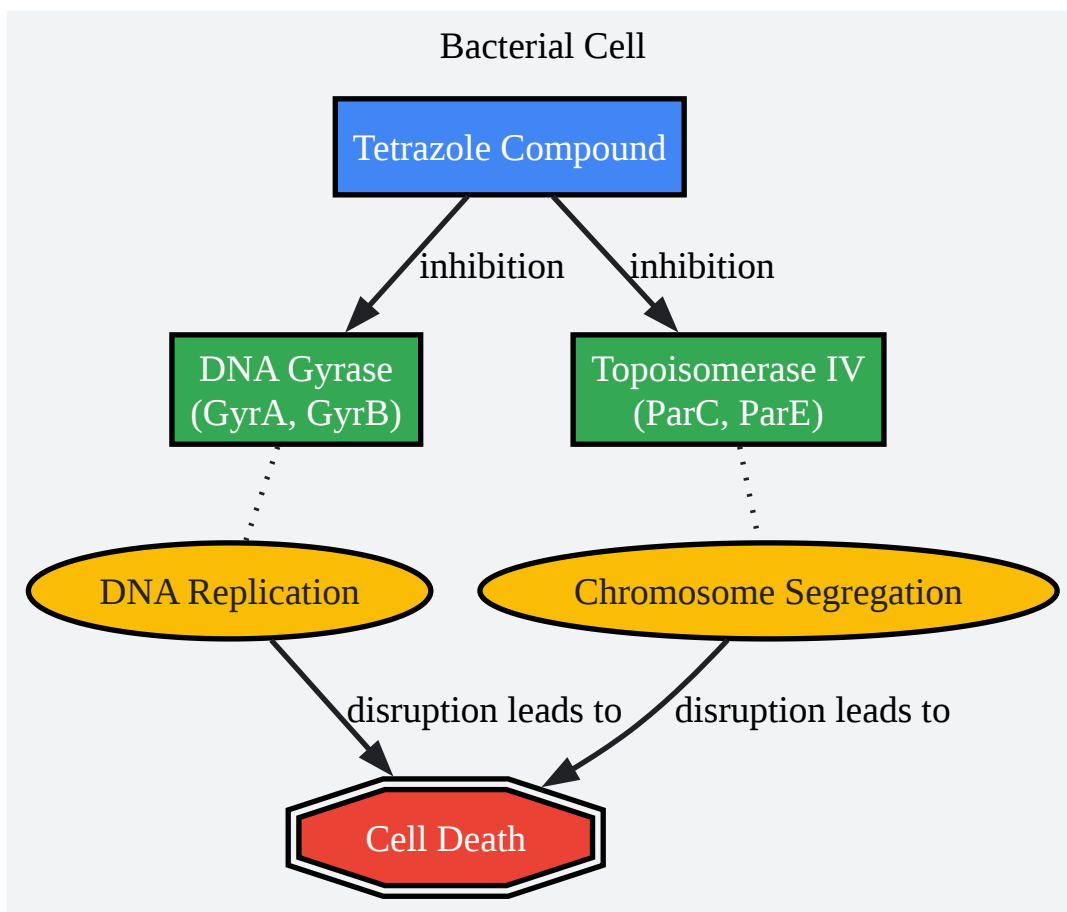 Bacterial Cell
Tetrazole Compound
inhibition
inhibition
DNA Gyrase
(GyrA, GyrB)
Topoisomerase IV
(ParC, ParE)
DNA Replication
Chromosome Segregation
disruption leads to
disruption leads to
Cell Death